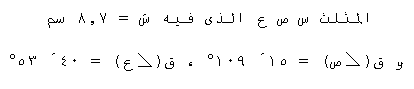 المثلث س ص ع الذى فيه سَ = ٨,٧ سم
و ق(∠ص) = ١٥´ ١٠٩° ، ق(∠ع) = ٤٠´ ٥٣°